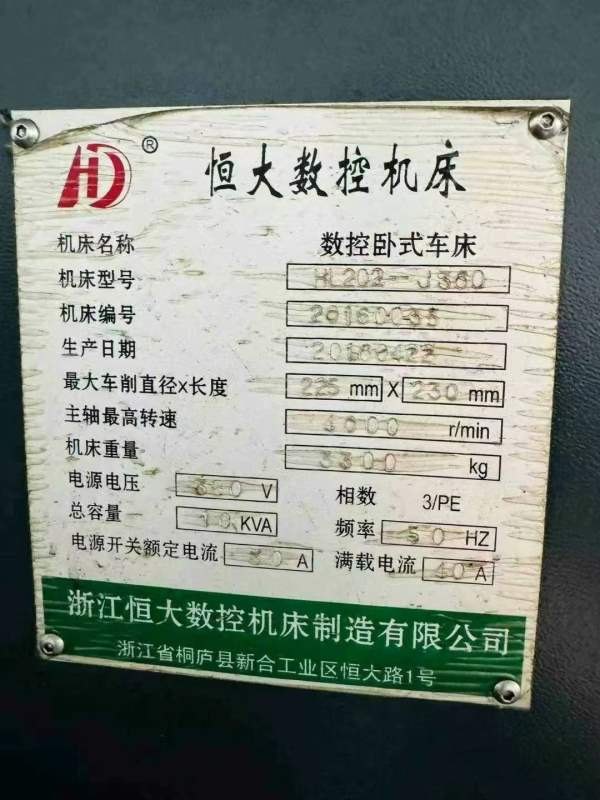 HD ® 恒大数控机床
机床名称 数控卧式车床
机床型号 HL202-J360
机床编号 20160035
生产日期
最大车削直径x长度 225 mm X 230 mm
主轴最高转速 4000 r/min
机床重量 3300 kg
电源电压 380 V 相数 3/PE
总容量 KVA 频率 50 HZ
电源开关额定电流 A 满载电流 40 A
浙江恒大数控机床制造有限公司
浙江省桐庐县新合工业区恒大路1号